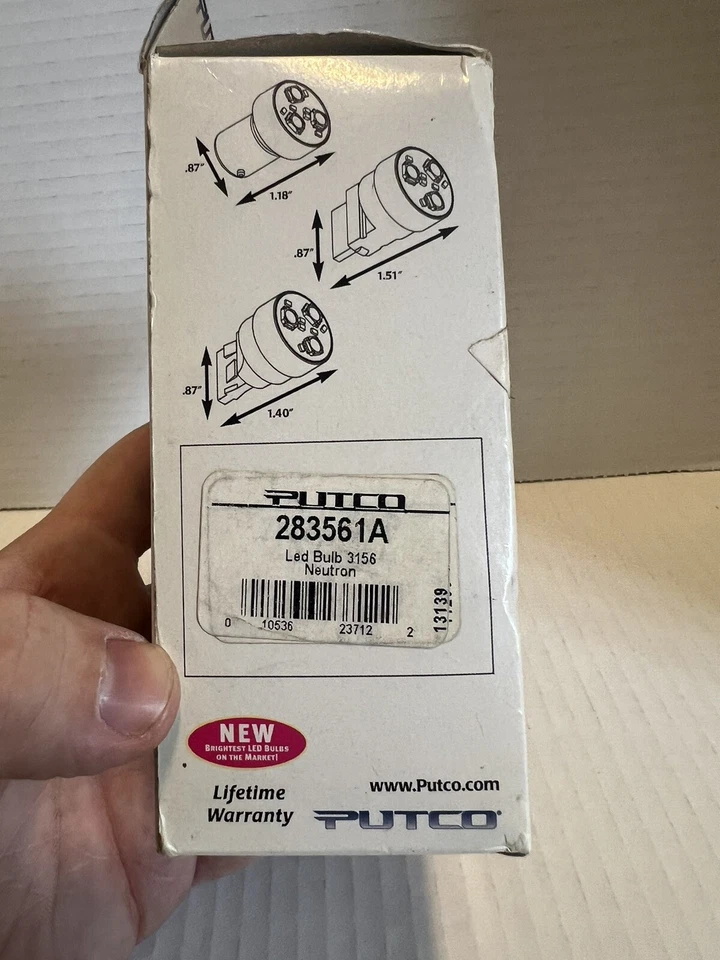 .87"
1.18"
.87"
1.51"
.87"
1.40"
PUTCO
283561A
Led Bulb 3156
Neutron
0 10536 23712 2
13139
NEW
BRIGHTEST LED BULBS
ON THE MARKET!
Lifetime
Warranty
www.Putco.com
PUTCO